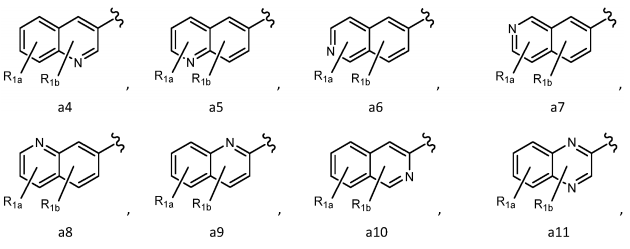 R1a R1b N , R1a N R1b , N R1a R1b , N R1a R1b ,
a4 a5 a6 a7
N R1a R1b , N R1a R1b , N R1a R1b , N R1a R1b N ,
a8 a9 a10 a11